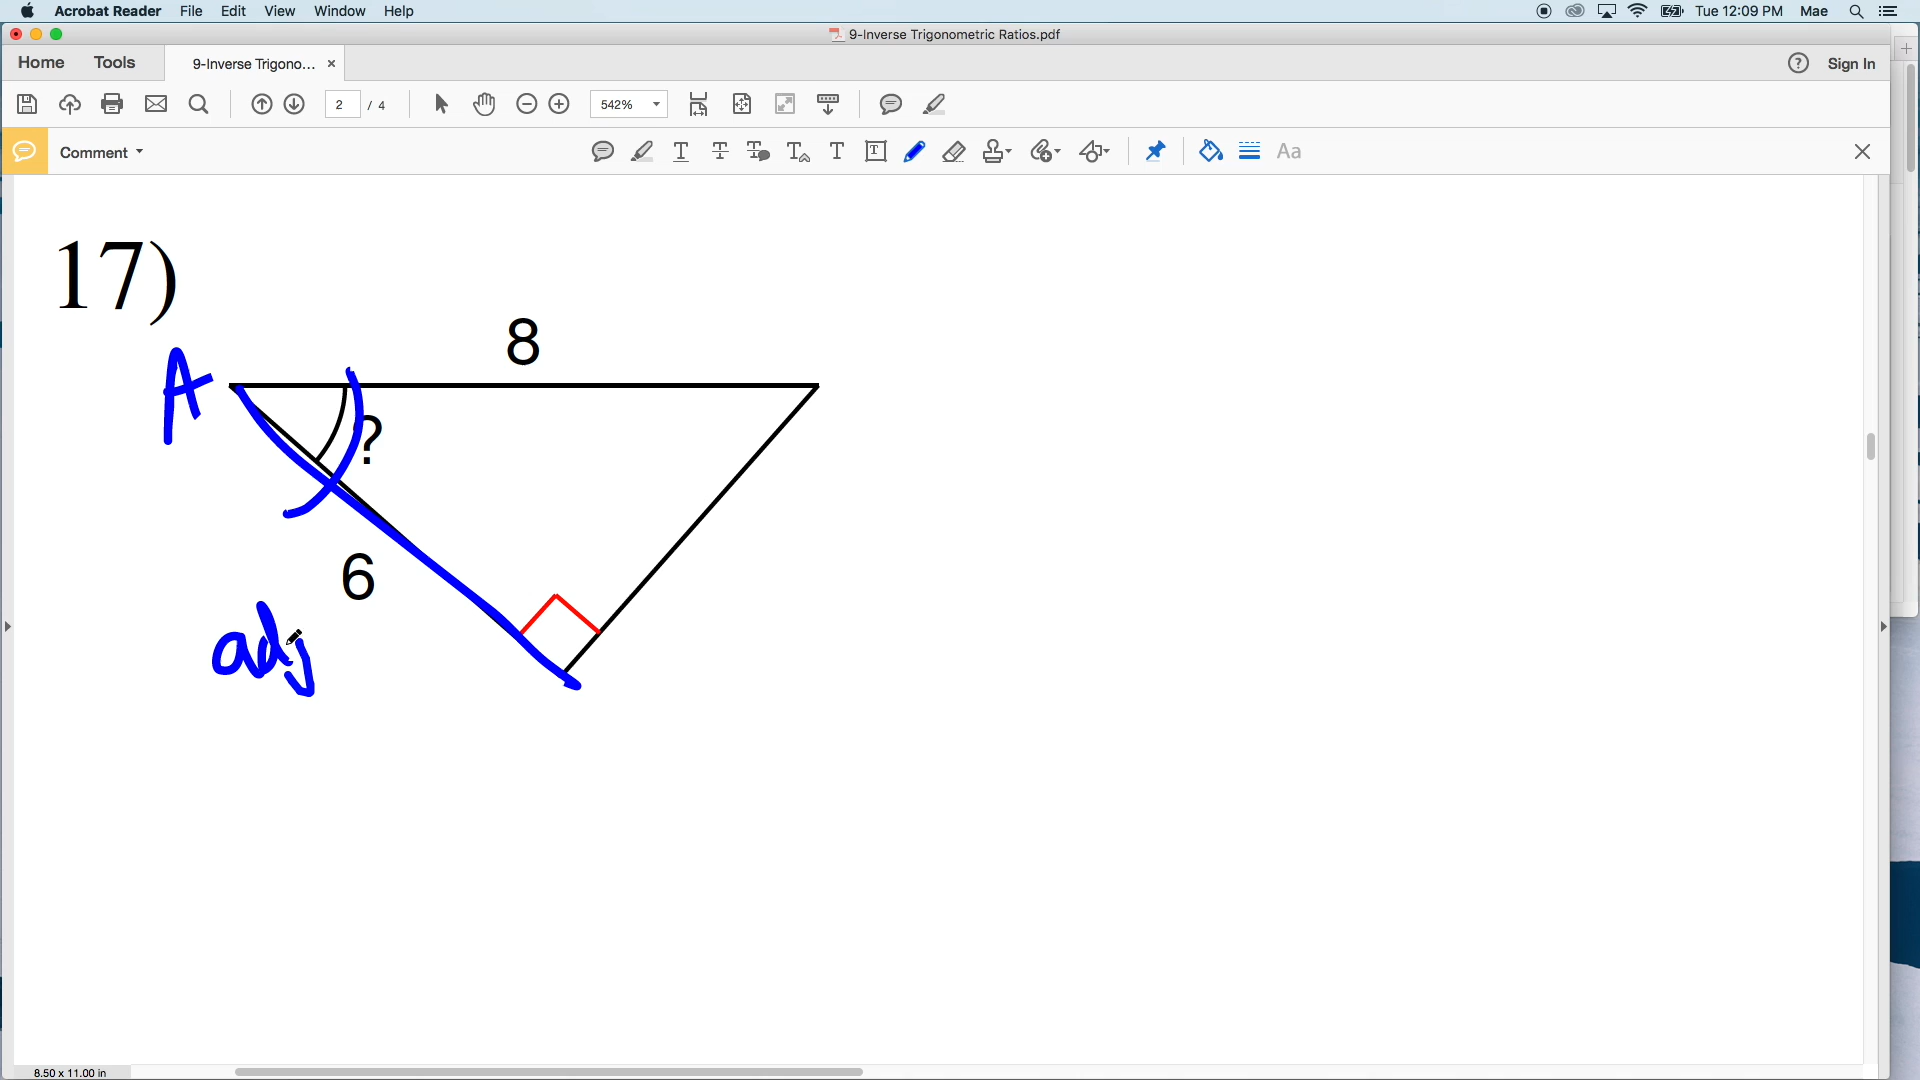 Acrobat Reader File Edit View Window Help Tue 12:09 PM Mae
9-Inverse Trigonometric Ratios.pdf
Home Tools 9-Inverse Trigono... × ? Sign In
2 / 4 542%
Comment T T T T T T Aa
17)
8
A
?
6
adj
8.50 x 11.00 in